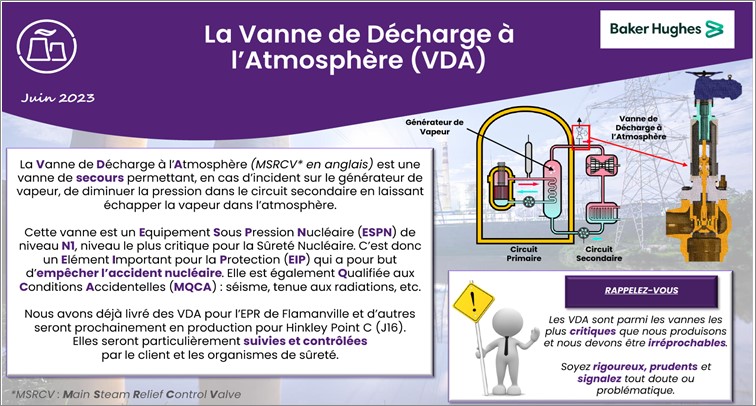 La Vanne de Décharge à
l’Atmosphère (VDA)
Baker Hughes
Juin 2023
La Vanne de Décharge à l’Atmosphère (MSRCV* en anglais) est une
vanne de secours permettant, en cas d’incident sur le générateur de
vapeur, de diminuer la pression dans le circuit secondaire en laissant
échapper la vapeur dans l’atmosphère.
Cette vanne est un Equipement Sous Pression Nucléaire (ESPN) de
niveau N1, niveau le plus critique pour la Sûreté Nucléaire. C’est donc
un Elément Important pour la Protection (EIP) qui a pour but
d’empêcher l’accident nucléaire. Elle est également Qualifiée aux
Conditions Accidentelles (MQCA) : séisme, tenue aux radiations, etc.
Nous avons déjà livré des VDA pour l’EPR de Flamanville et d’autres
seront prochainement en production pour Hinkley Point C (J16).
Elles seront particulièrement suivies et contrôlées
par le client et les organismes de sûreté.
*MSRCV : Main Steam Relief Control Valve
Générateur de
Vapeur
Vanne de
Décharge à
l’Atmosphère
Circuit
Primaire
Circuit
Secondaire
RAPPELEZ-VOUS
Les VDA sont parmi les vannes les
plus critiques que nous produisons
et nous devons être irréprochables.
Soyez rigoureux, prudents et
signalez tout doute ou
problématique.